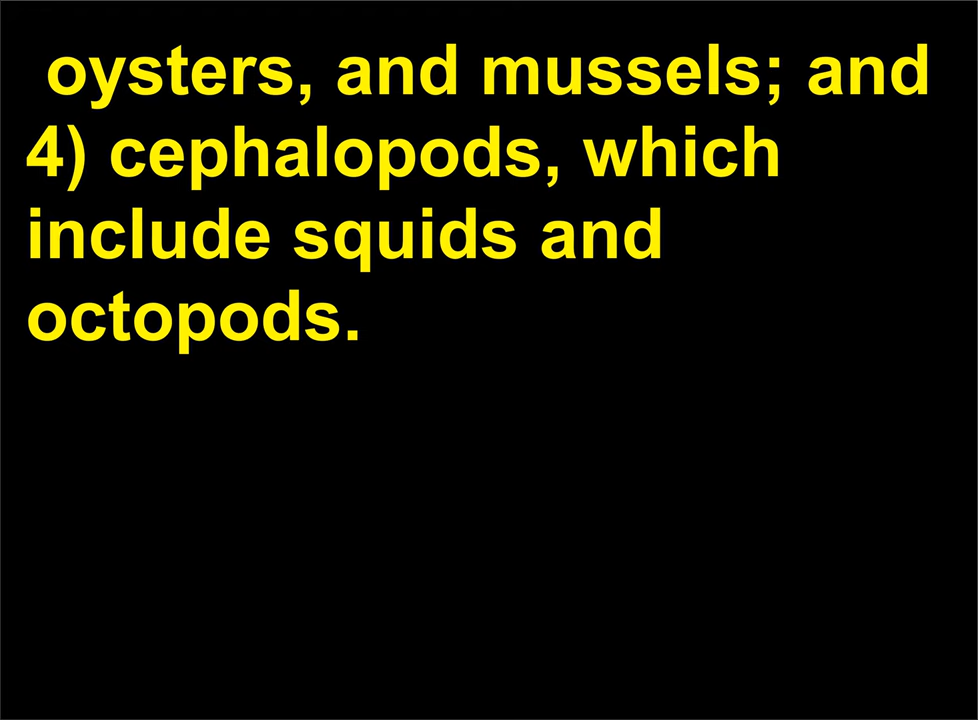 oysters, and mussels; and
4) cephalopods, which
include squids and
octopods.